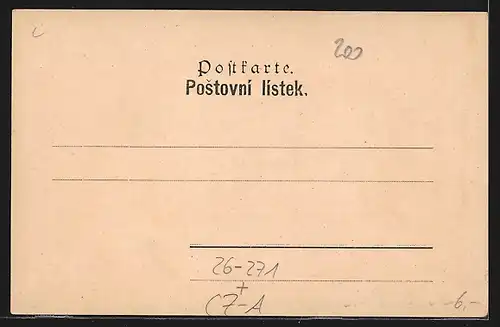 200
Postkarte.
Poštovní lístek.
26-271
+
CZ-A
6,-